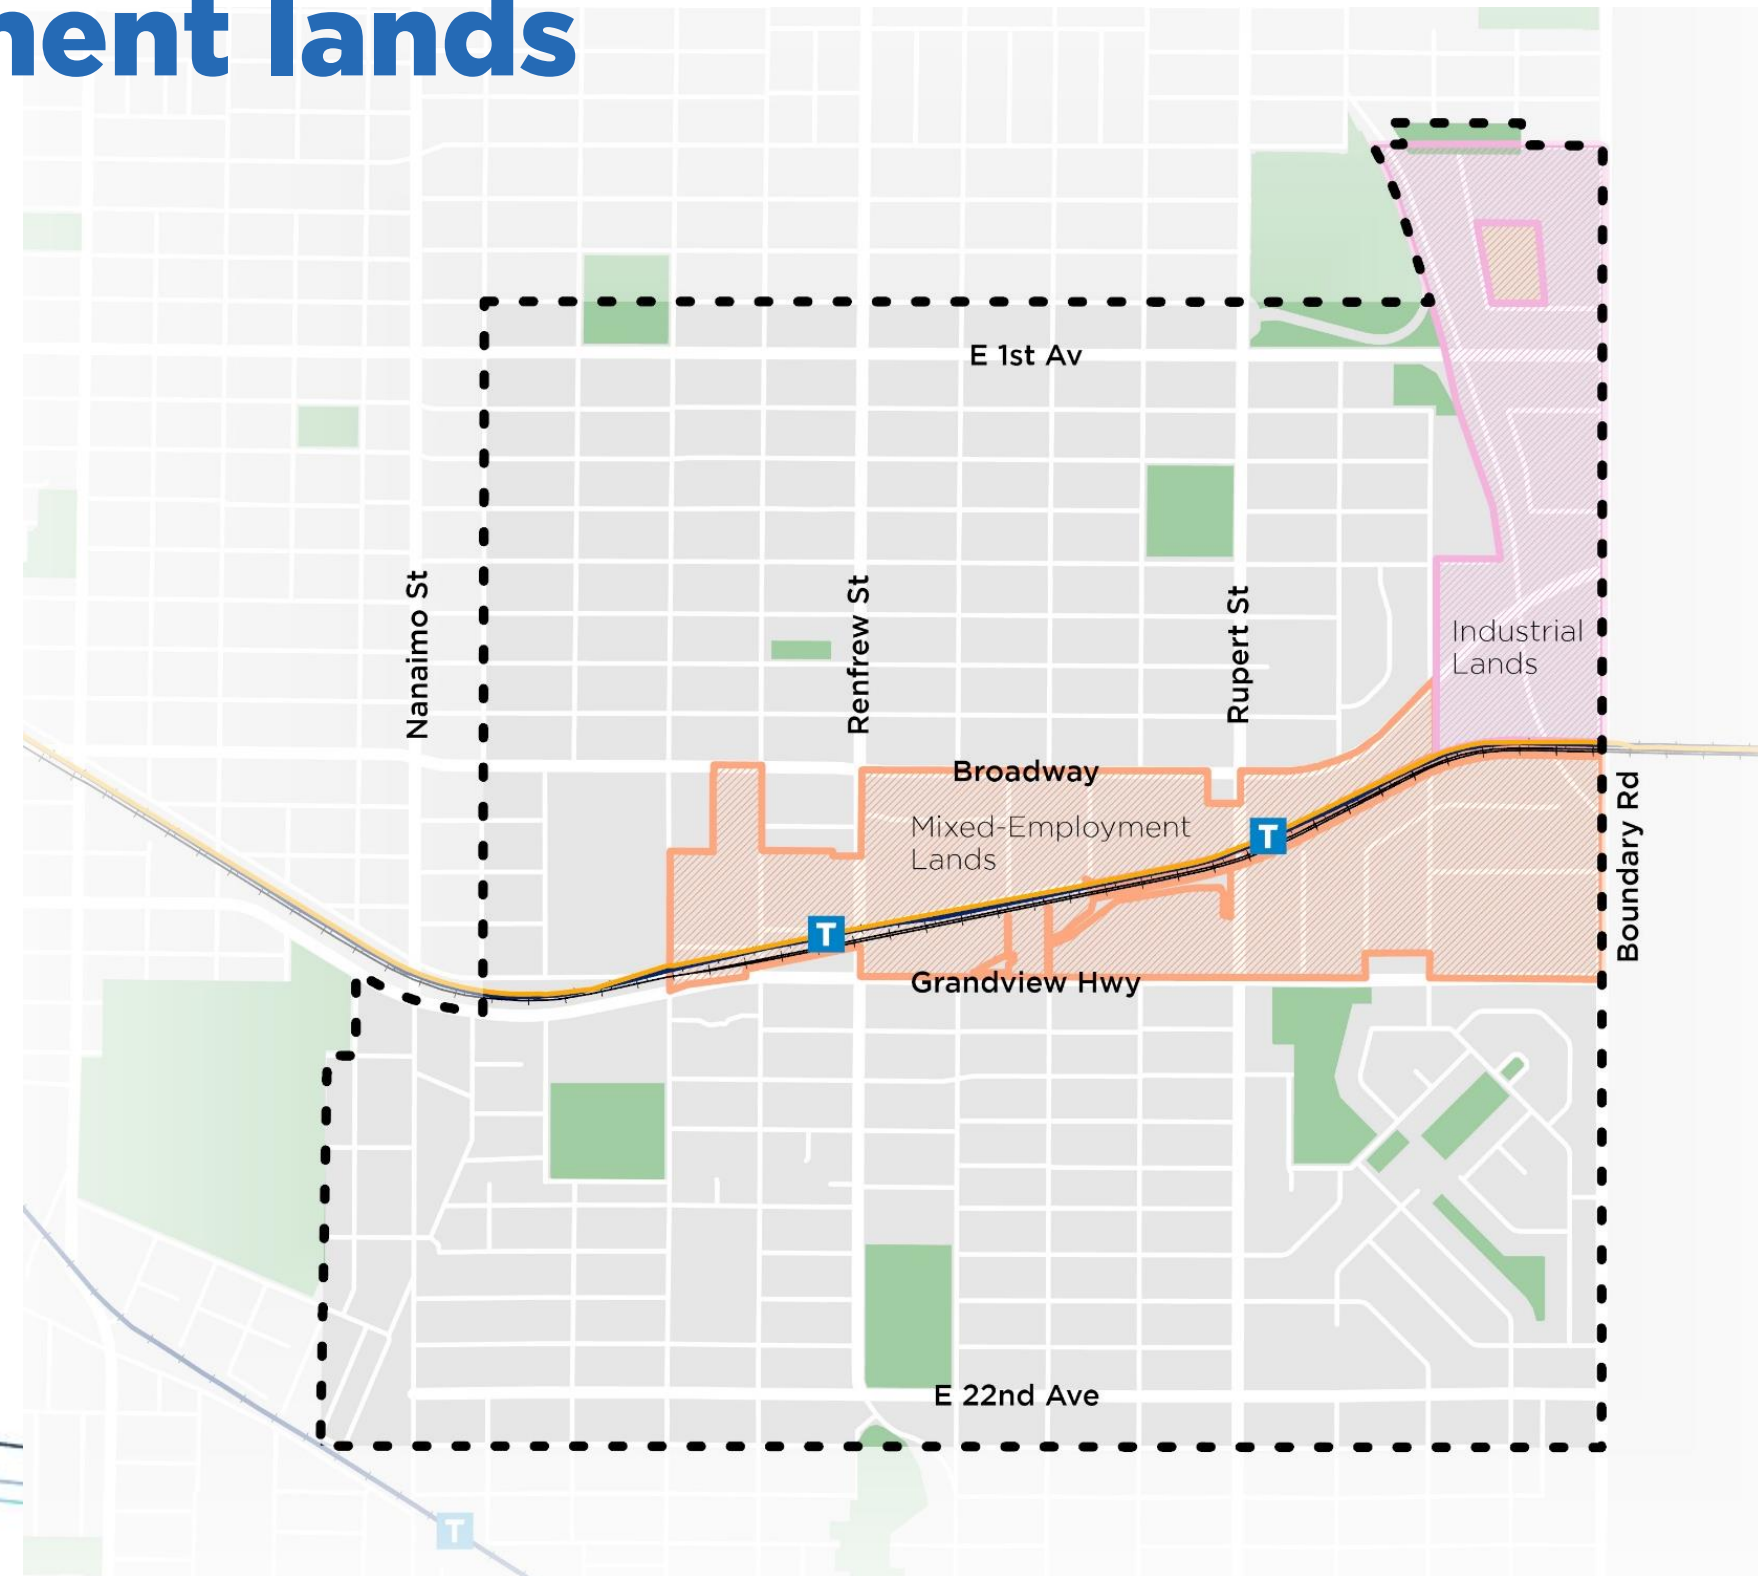 lands
E 1st Av
Nanaimo St
Renfrew St
Rupert St
Industrial
Lands
Broadway
Mixed-Employment
Lands
T
T
Boundary Rd
Grandview Hwy
E 22nd Ave
T